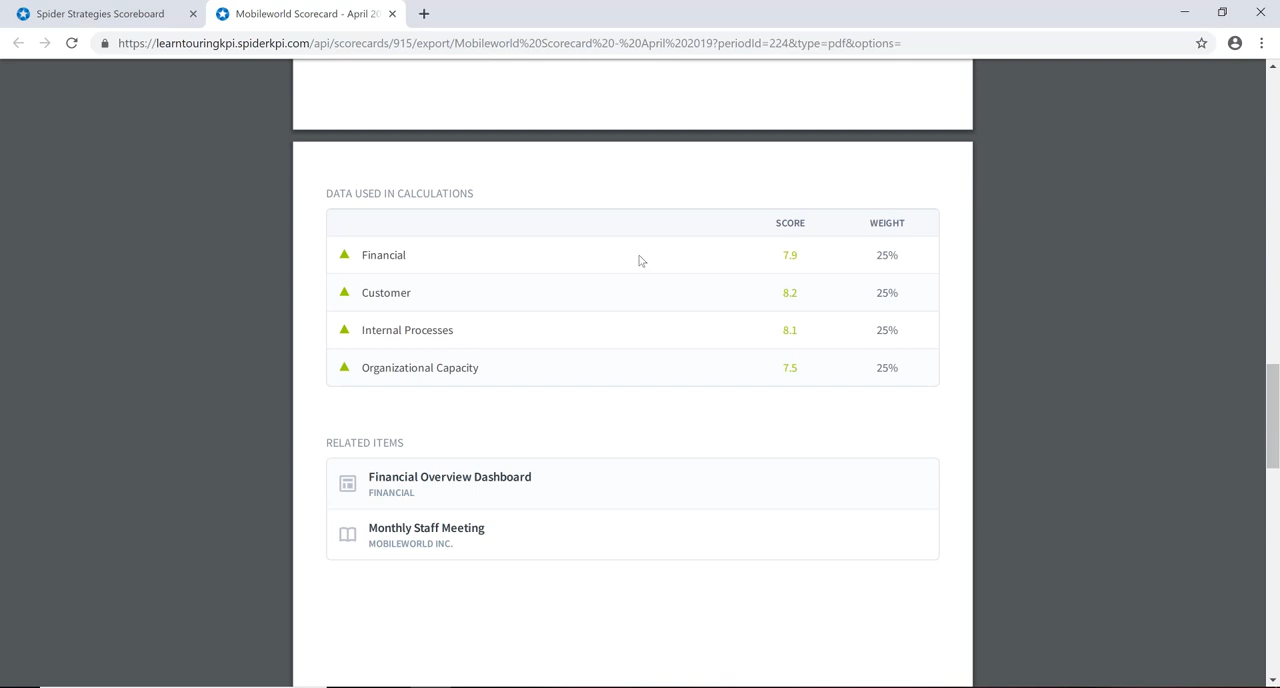 Spider Strategies Scoreboard
Mobileworld Scorecard - April 20
https://learntouringkpi.spiderkpi.com/api/scorecards/915/export/Mobileworld%20Scorecard%20-%20April%202019?periodId=224&type=pdf&options=
DATA USED IN CALCULATIONS
SCORE WEIGHT
Financial 7.9 25%
Customer 8.2 25%
Internal Processes 8.1 25%
Organizational Capacity 7.5 25%
RELATED ITEMS
Financial Overview Dashboard
FINANCIAL
Monthly Staff Meeting
MOBILEWORLD INC.